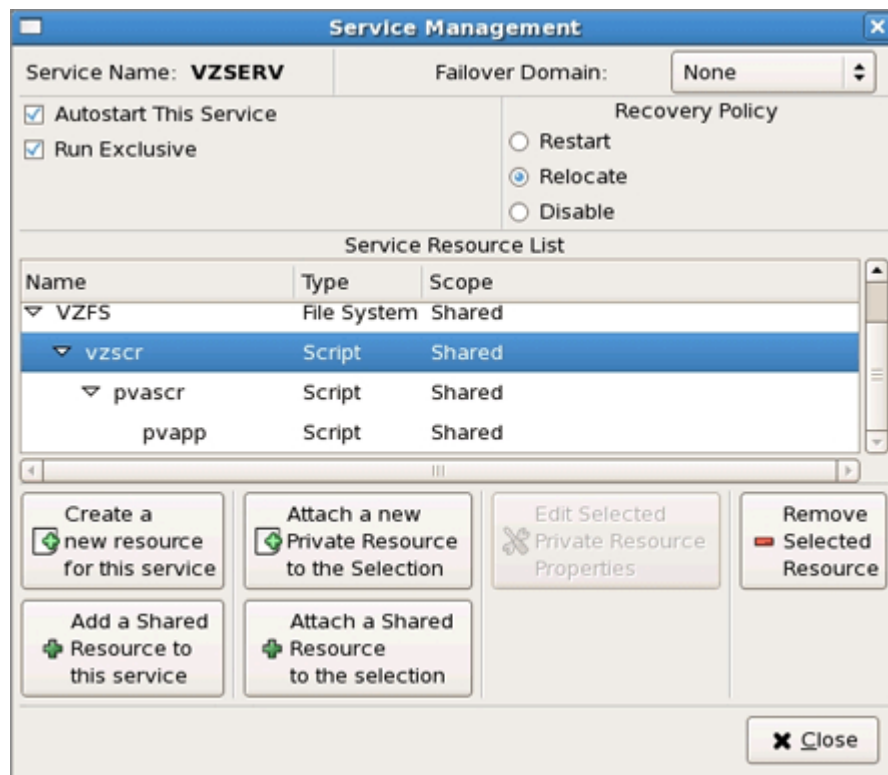 Service Management
Service Name: VZSERV Failover Domain: None
Autostart This Service
Run Exclusive
Recovery Policy
Restart
Relocate
Disable
Service Resource List
Name Type Scope
VZFS File System Shared
vzscr Script Shared
pvascr Script Shared
pvapp Script Shared
Create a
new resource
for this service
Attach a new
Private Resource
to the Selection
Edit Selected
Private Resource
Properties
Remove
Selected
Resource
Add a Shared
Resource to
this service
Attach a Shared
Resource
to the selection
Close